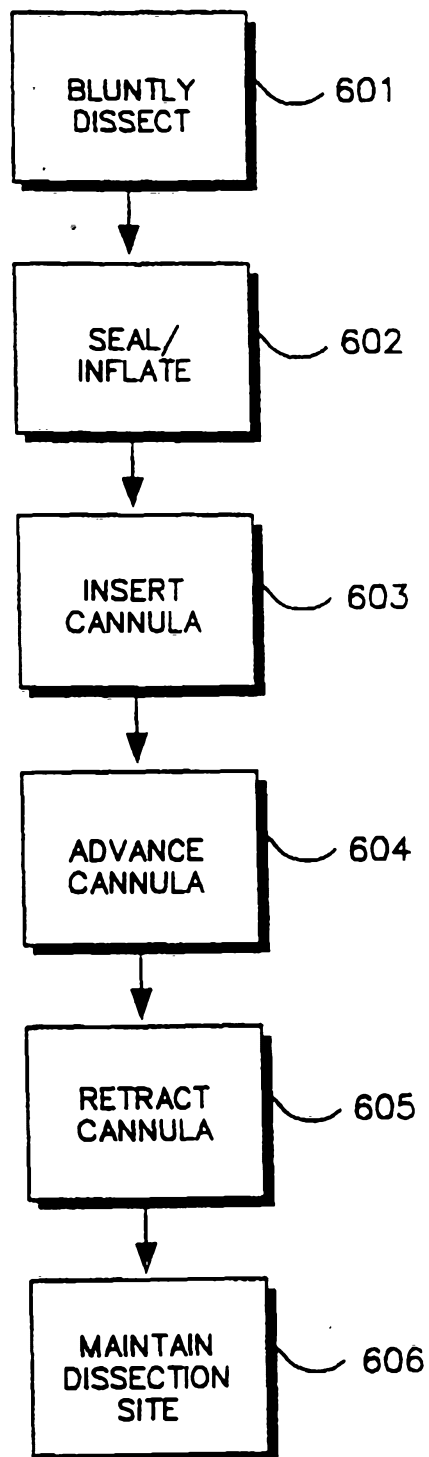 BLUNTLY
DISSECT
601
SEAL/
INFLATE
602
INSERT
CANNULA
603
ADVANCE
CANNULA
604
RETRACT
CANNULA
605
MAINTAIN
DISSECTION
SITE
606